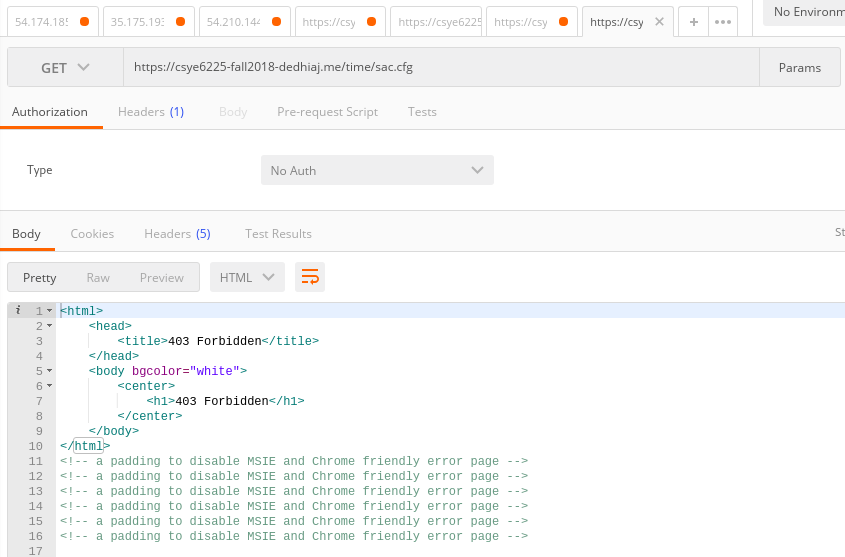 54.174.185 35.175.193 54.210.144 https://csy https://csye6225 https://csy https://csy No Environm
GET https://csye6225-fall2018-dedhiaj.me/time/sac.cfg Params
Authorization Headers (1) Body Pre-request Script Tests
Type No Auth
Body Cookies Headers (5) Test Results St
Pretty Raw Preview HTML
i 1 <html>
2 <head>
3 <title>403 Forbidden</title>
4 </head>
5 <body bgcolor="white">
6 <center>
7 <h1>403 Forbidden</h1>
8 </center>
9 </body>
10 </html>
11 <!-- a padding to disable MSIE and Chrome friendly error page -->
12 <!-- a padding to disable MSIE and Chrome friendly error page -->
13 <!-- a padding to disable MSIE and Chrome friendly error page -->
14 <!-- a padding to disable MSIE and Chrome friendly error page -->
15 <!-- a padding to disable MSIE and Chrome friendly error page -->
16 <!-- a padding to disable MSIE and Chrome friendly error page -->
17